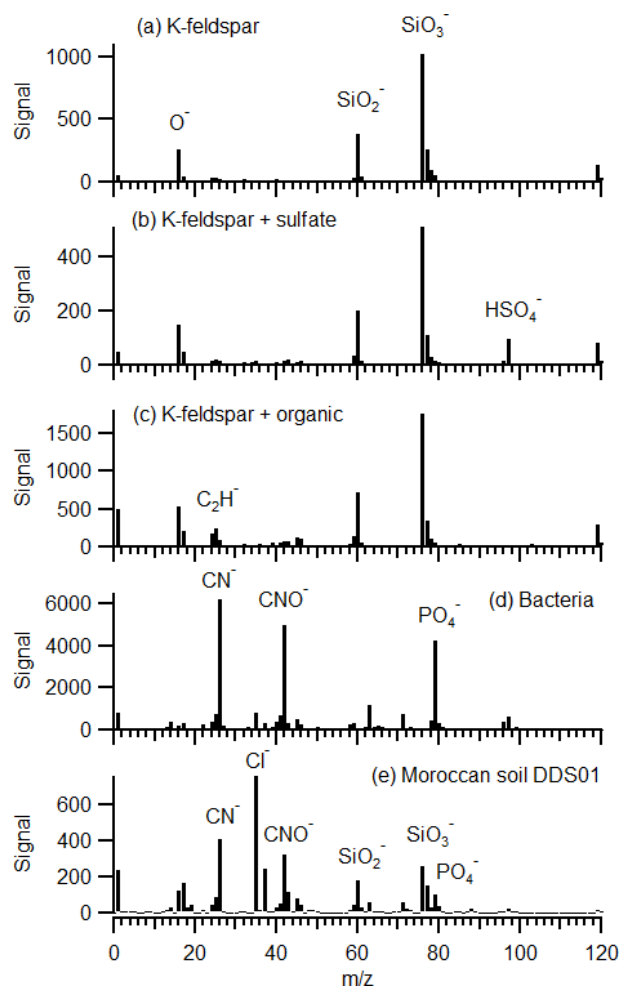 (a) K-feldspar
SiO₃⁻
SiO₂⁻
O⁻
Signal
1000
500
0
(b) K-feldspar + sulfate
HSO₄⁻
Signal
400
200
0
(c) K-feldspar + organic
C₂H⁻
Signal
1500
1000
500
0
CN⁻
CNO⁻
PO₄⁻
(d) Bacteria
Signal
6000
4000
2000
0
Cl⁻
(e) Moroccan soil DDS01
CN⁻
CNO⁻
SiO₂⁻
SiO₃⁻
PO₄⁻
Signal
600
400
200
0
0 20 40 60 80 100 120
m/z